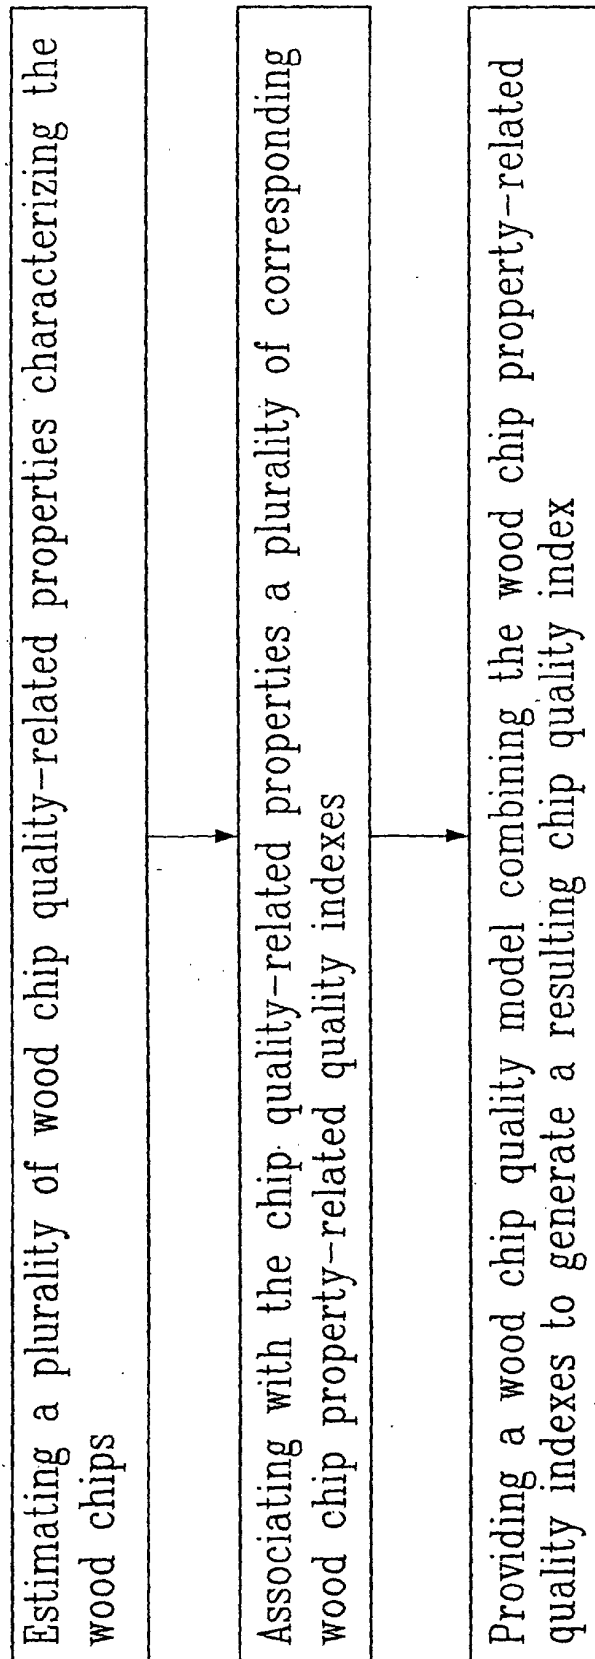 Estimating a plurality of wood chip quality-related properties characterizing the
wood chips
Associating with the chip quality-related properties a plurality of corresponding
wood chip property-related quality indexes
Providing a wood chip quality model combining the wood chip property-related
quality indexes to generate a resulting chip quality index